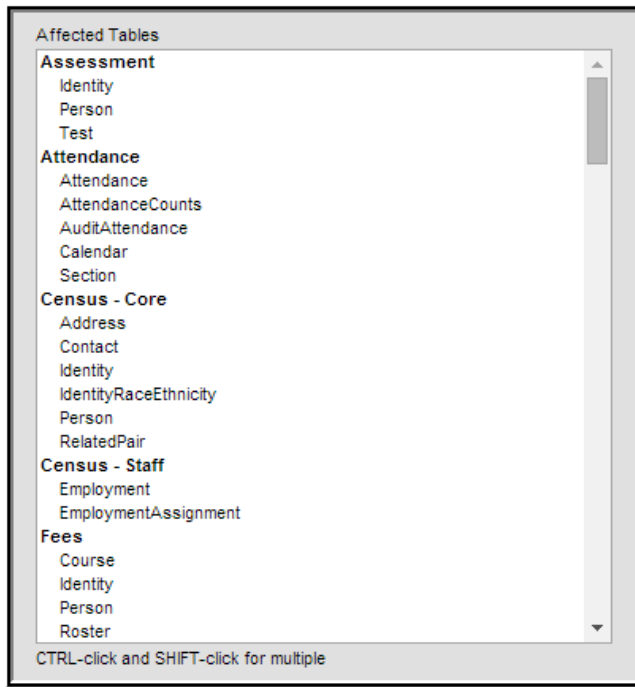 Affected Tables
Assessment
Identity
Person
Test
Attendance
Attendance
AttendanceCounts
AuditAttendance
Calendar
Section
Census - Core
Address
Contact
Identity
IdentityRaceEthnicity
Person
RelatedPair
Census - Staff
Employment
EmploymentAssignment
Fees
Course
Identity
Person
Roster
CTRL-click and SHIFT-click for multiple